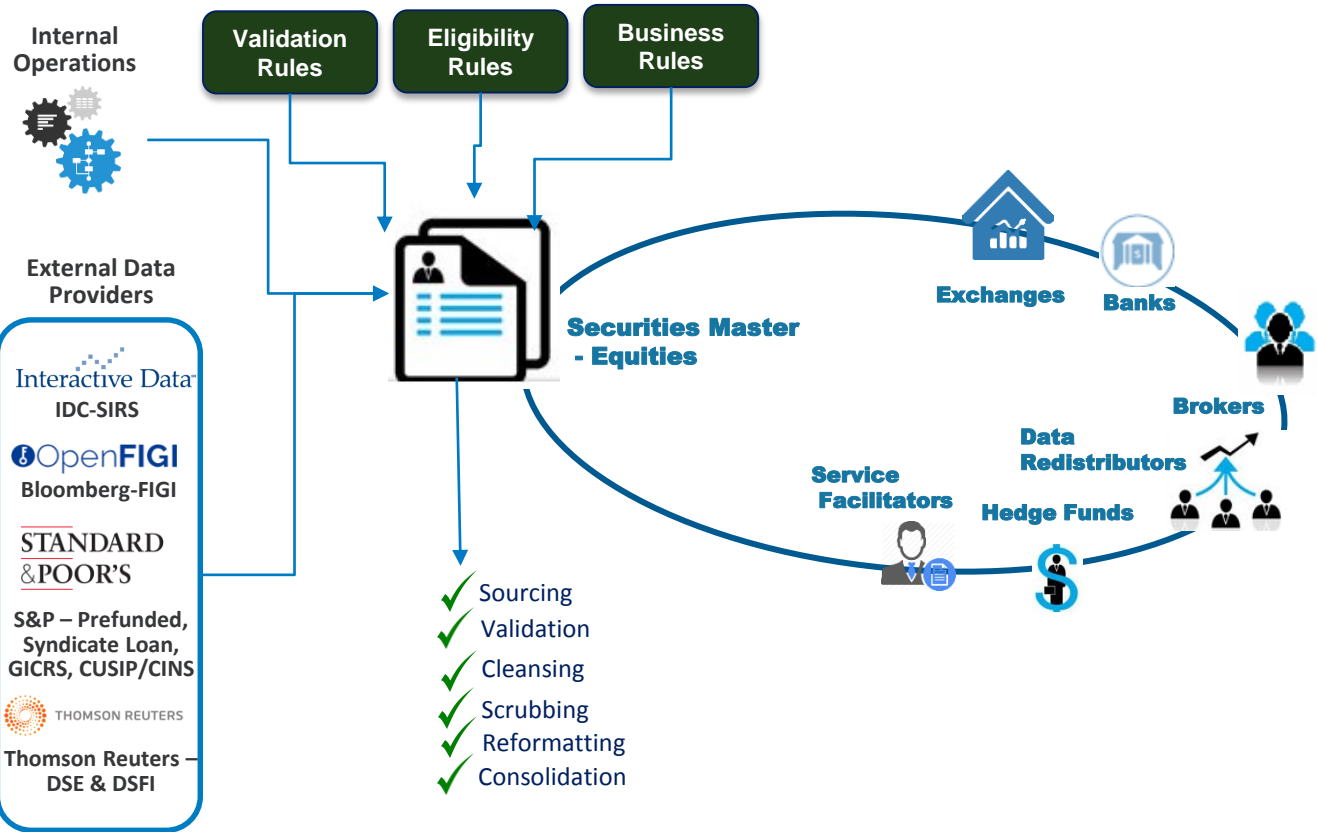 Internal
Operations
Validation
Rules
Eligibility
Rules
Business
Rules
External Data
Providers
Interactive Data
IDC-SIRS
OpenFIGI
Bloomberg-FIGI
STANDARD
&POOR'S
S&P – Prefunded,
Syndicate Loan,
GICRS, CUSIP/CINS
THOMSON REUTERS
Thomson Reuters –
DSE & DSFI
Securities Master
- Equities
Exchanges
Banks
Brokers
Data
Redistributors
Hedge Funds
Service
Facilitators
Sourcing
Validation
Cleansing
Scrubbing
Reformatting
Consolidation